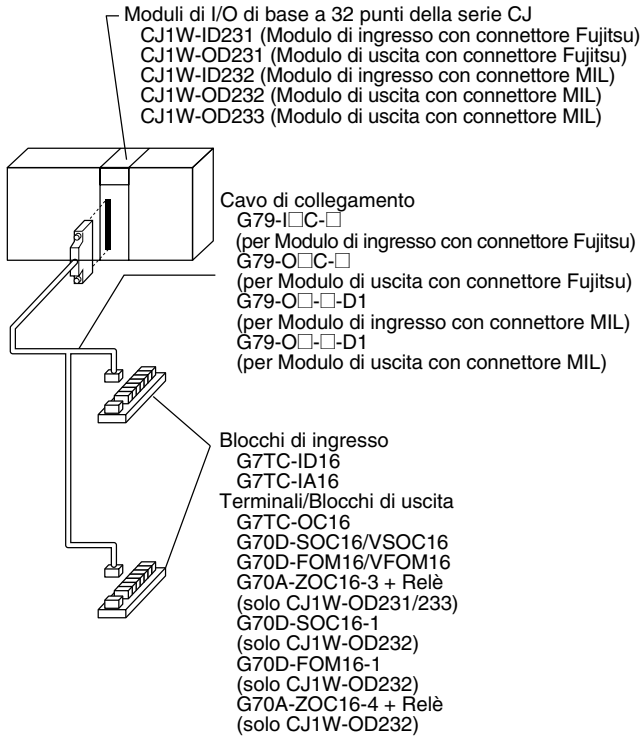 Moduli di I/O di base a 32 punti della serie CJ
CJ1W-ID231 (Modulo di ingresso con connettore Fujitsu)
CJ1W-OD231 (Modulo di uscita con connettore Fujitsu)
CJ1W-ID232 (Modulo di ingresso con connettore MIL)
CJ1W-OD232 (Modulo di uscita con connettore MIL)
CJ1W-OD233 (Modulo di uscita con connettore MIL)
Cavo di collegamento
G79-I□C-□
(per Modulo di ingresso con connettore Fujitsu)
G79-O□C-□
(per Modulo di uscita con connettore Fujitsu)
G79-O□-□-D1
(per Modulo di ingresso con connettore MIL)
G79-O□-□-D1
(per Modulo di uscita con connettore MIL)
Blocchi di ingresso
G7TC-ID16
G7TC-IA16
Terminali/Blocchi di uscita
G7TC-OC16
G70D-SOC16/VSOC16
G70D-FOM16/VFOM16
G70A-ZOC16-3 + Relè
(solo CJ1W-OD231/233)
G70D-SOC16-1
(solo CJ1W-OD232)
G70D-FOM16-1
(solo CJ1W-OD232)
G70A-ZOC16-4 + Relè
(solo CJ1W-OD232)